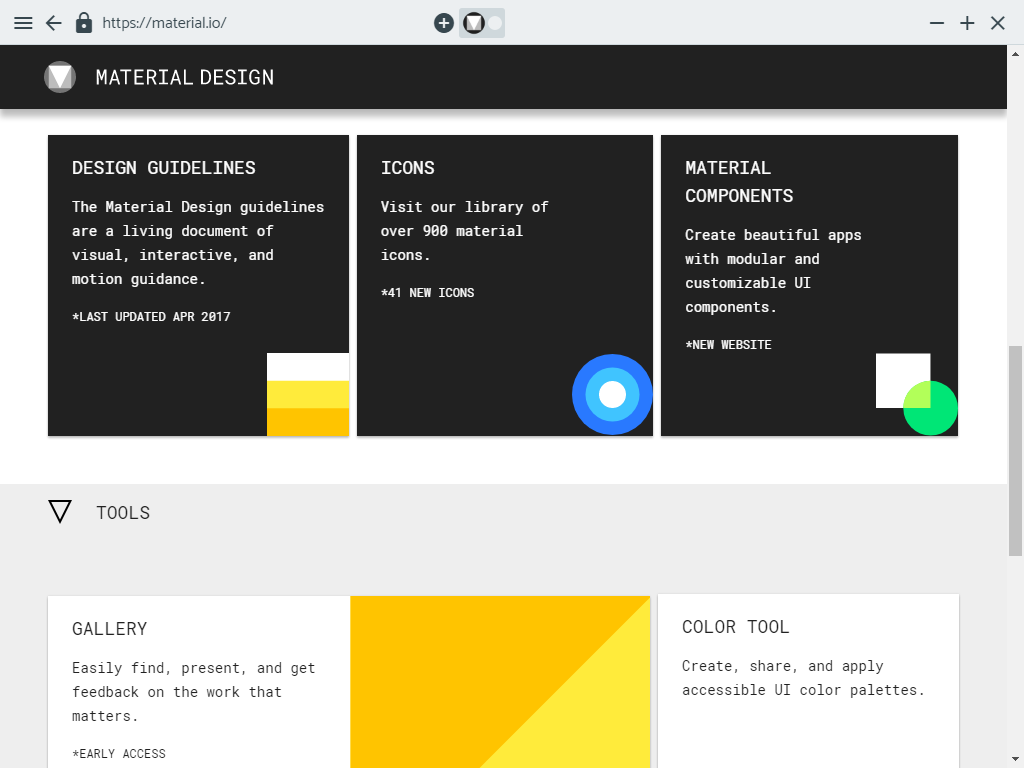 https://material.io/
MATERIAL DESIGN
DESIGN GUIDELINES
The Material Design guidelines
are a living document of
visual, interactive, and
motion guidance.
*LAST UPDATED APR 2017
ICONS
Visit our library of
over 900 material
icons.
*41 NEW ICONS
MATERIAL
COMPONENTS
Create beautiful apps
with modular and
customizable UI
components.
*NEW WEBSITE
TOOLS
GALLERY
Easily find, present, and get
feedback on the work that
matters.
*EARLY ACCESS
COLOR TOOL
Create, share, and apply
accessible UI color palettes.